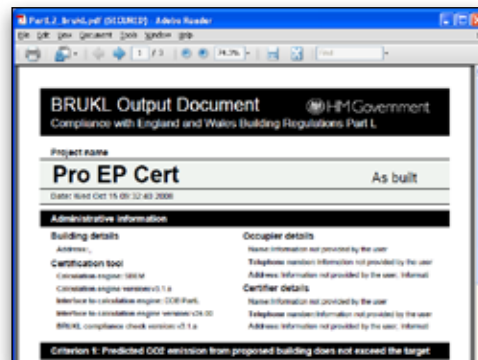 Part2_brukl.pdf (SECURED) - Adobe Reader
File Edit View Document Tools Window Help
1 / 3 74.3% Find
BRUKL Output Document HM Government
Compliance with England and Wales Building Regulations Part L
Project name
Pro EP Cert As built
Date: Wed Oct 15 09:32:40 2008
Administrative information
Building details Occupier details
Address: , Name: Information not provided by the user
Certification tool Telephone number: Information not provided by the user
Calculation engine: SBEM Address: Information not provided by the user, Informati
Calculation engine version: v3.1.a Certifier details
Interface to calculation engine: Name: Information not provided by the user
Interface to calculation engine version: Telephone number: Information not provided by the user
BRUKL compliance check version: v3.1.a Address: Information not provided by the user, Informati
Criterion 1: Predicted CO2 emission from proposed building does not exceed the target